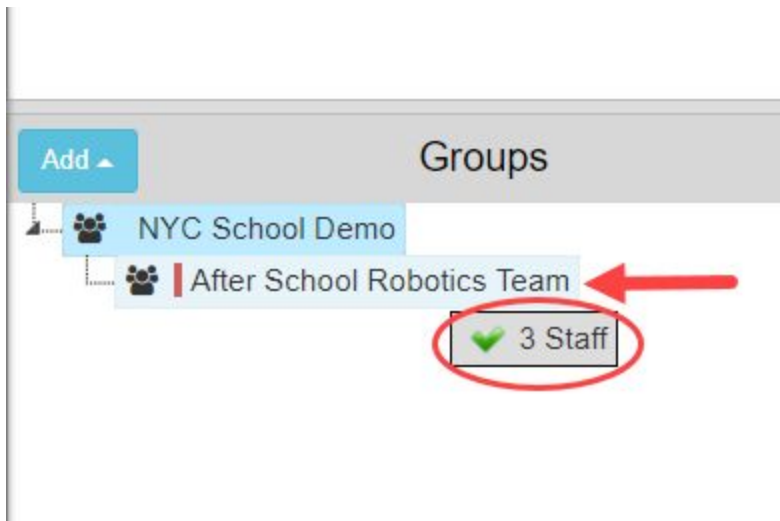 Add
Groups
NYC School Demo
After School Robotics Team
3 Staff